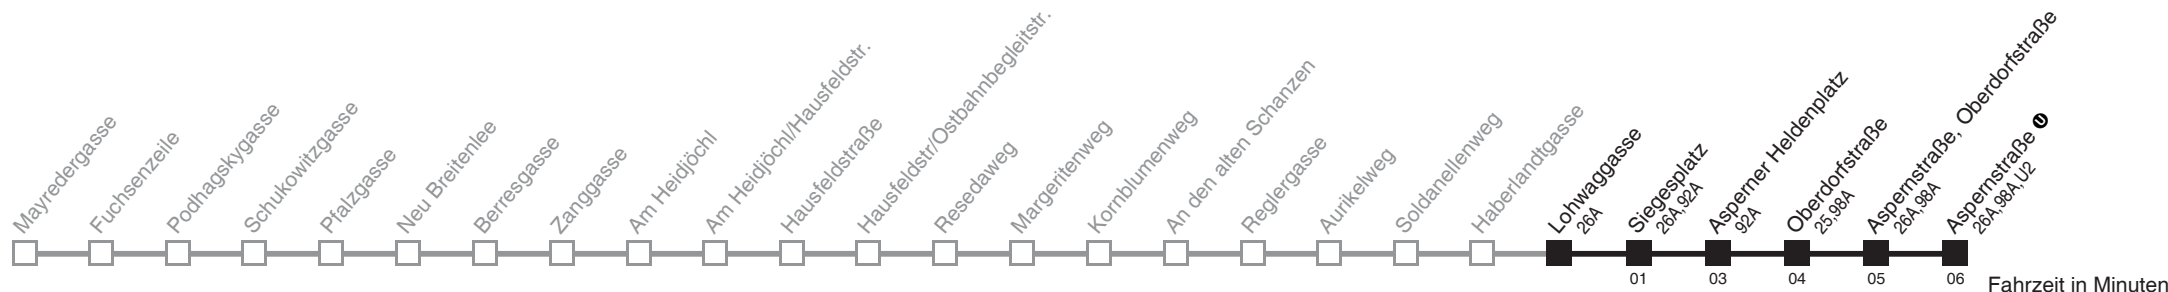 Mayredergasse
Fuchsenzeile
Podhagskygasse
Schukowitzgasse
Pfalzgasse
Neu Breitenlee
Berresgasse
Zanggasse
Am Heidjöchl
Am Heidjöchl/Hausfeldstr.
Hausfeldstraße
Hausfeldstr/Ostbahnbegleitstr.
Resedaweg
Margeritenweg
Kornblumenweg
An den alten Schanzen
Reglergasse
Aurikelweg
Soldanellenweg
Haberlandtgasse
Lohwaggasse
26A
Siegesplatz
26A,92A
Asperner Heldenplatz
92A
Oberdorfstraße
25,98A
Aspernstraße, Oberdorfstraße
26A,98A
Aspernstraße U
26A,98A,U2
01 03 04 05 06 Fahrzeit in Minuten